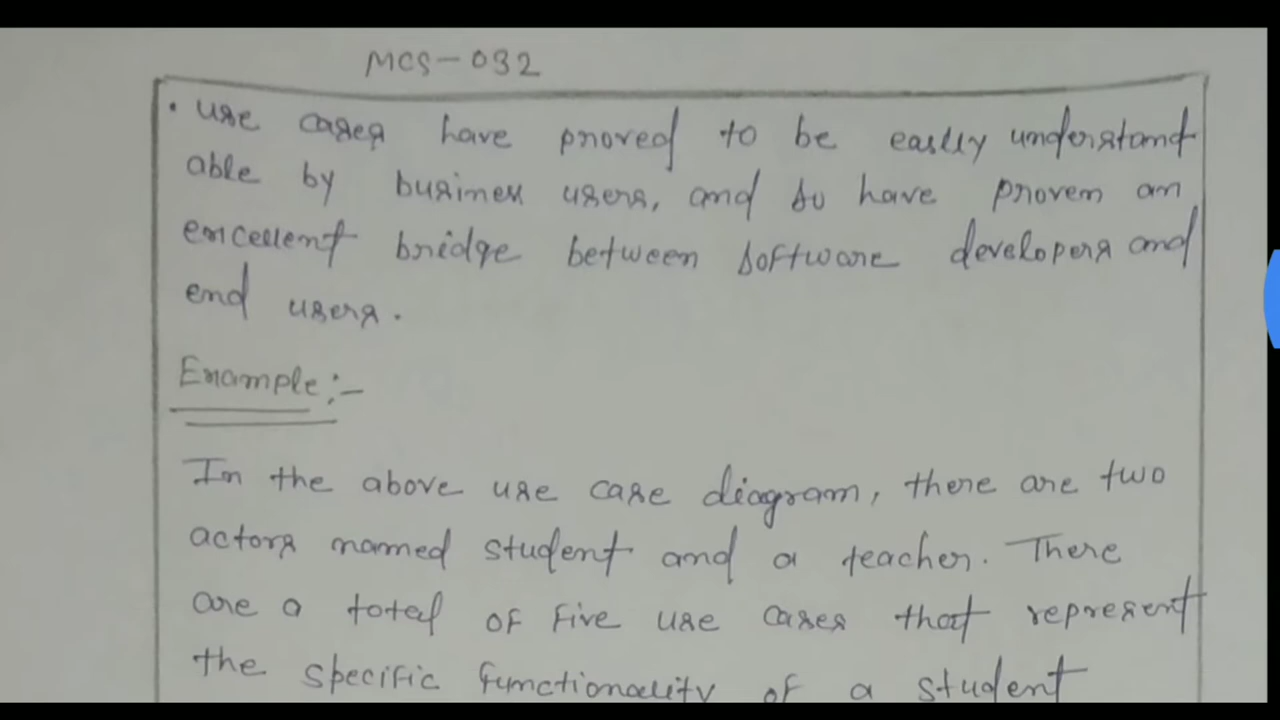 MCS-032
• use cases have proved to be easily understand
able by business users, and so have proven an
excellent bridge between software developers and
end users.
Example:-
In the above use case diagram, there are two
actors named student and a teacher. There
are a total of five use cases that represent
the specific functionality of a student